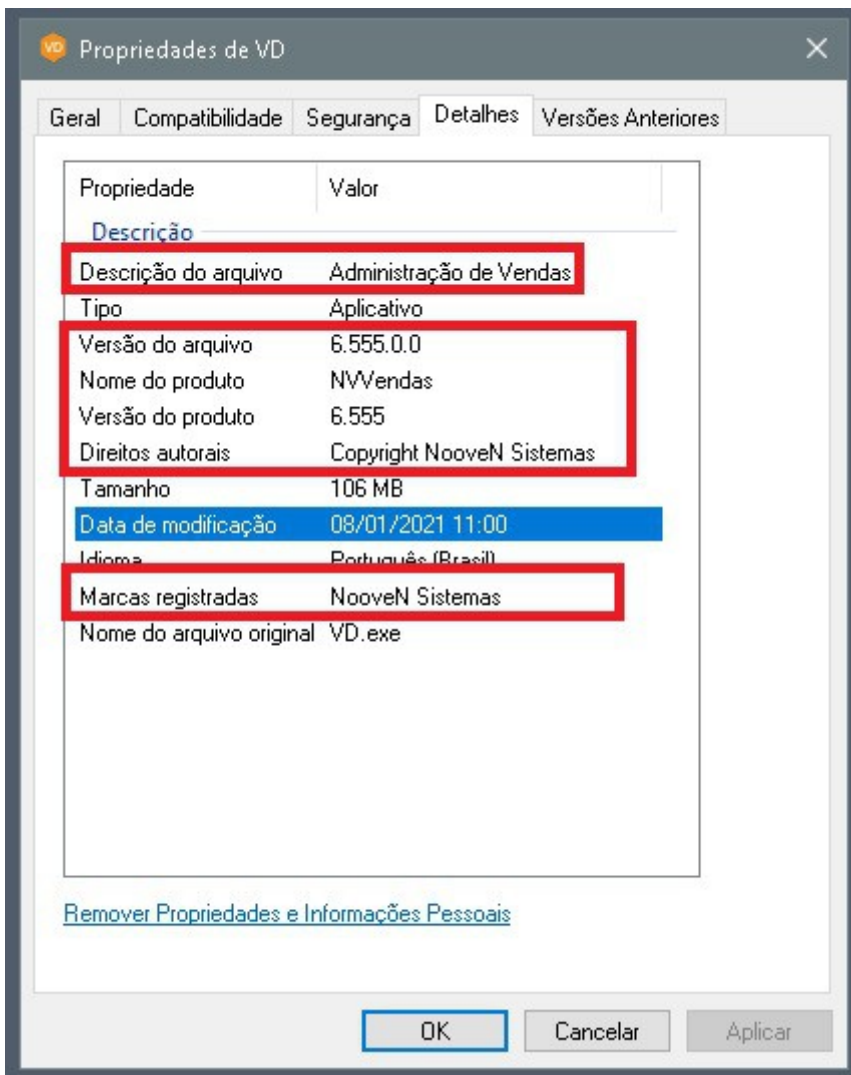 VD Propriedades de VD
Geral Compatibilidade Segurança Detalhes Versões Anteriores
Propriedade Valor
Descrição
Descrição do arquivo Administração de Vendas
Tipo Aplicativo
Versão do arquivo 6.555.0.0
Nome do produto NVVendas
Versão do produto 6.555
Direitos autorais Copyright NooveN Sistemas
Tamanho 106 MB
Data de modificação 08/01/2021 11:00
Idioma Português (Brasil)
Marcas registradas NooveN Sistemas
Nome do arquivo original VD.exe
Remover Propriedades e Informações Pessoais
OK Cancelar Aplicar